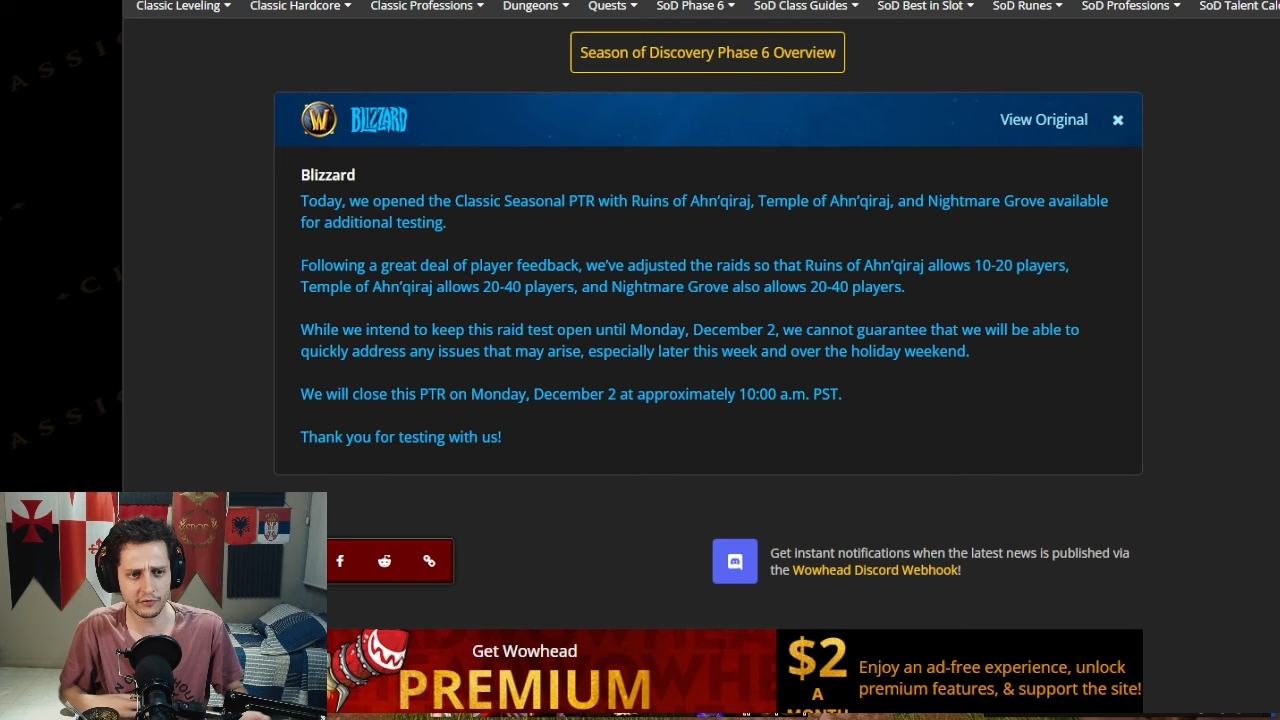 Classic Leveling Classic Hardcore Classic Professions Dungeons Quests SoD Phase 6 SoD Class Guides SoD Best in Slot SoD Runes SoD Professions SoD Talent Cal
Season of Discovery Phase 6 Overview
W BLIZZARD View Original
Blizzard
Today, we opened the Classic Seasonal PTR with Ruins of Ahn’qiraj, Temple of Ahn’qiraj, and Nightmare Grove available
for additional testing.
Following a great deal of player feedback, we’ve adjusted the raids so that Ruins of Ahn’qiraj allows 10-20 players,
Temple of Ahn’qiraj allows 20-40 players, and Nightmare Grove also allows 20-40 players.
While we intend to keep this raid test open until Monday, December 2, we cannot guarantee that we will be able to
quickly address any issues that may arise, especially later this week and over the holiday weekend.
We will close this PTR on Monday, December 2 at approximately 10:00 a.m. PST.
Thank you for testing with us!
Get instant notifications when the latest news is published via
the Wowhead Discord Webhook!
Get Wowhead
PREMIUM
$2
A
MONTH
Enjoy an ad-free experience, unlock
premium features, & support the site!